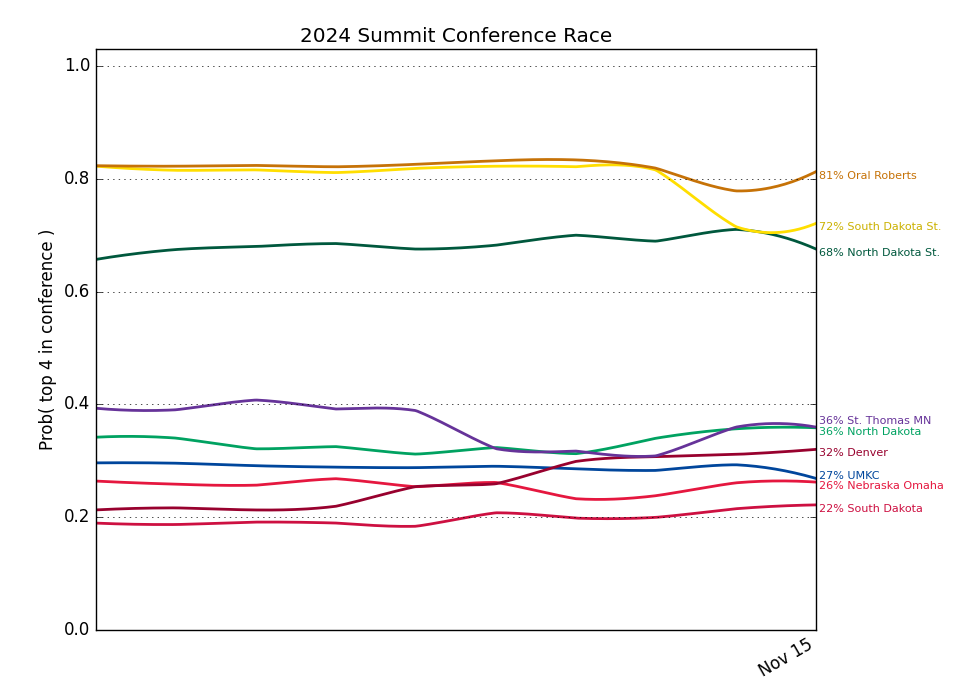 2024 Summit Conference Race
Prob( top 4 in conference )
1.0
0.8
0.6
0.4
0.2
0.0
81% Oral Roberts
72% South Dakota St.
68% North Dakota St.
36% St. Thomas MN
36% North Dakota
32% Denver
27% UMKC
26% Nebraska Omaha
22% South Dakota
Nov 15